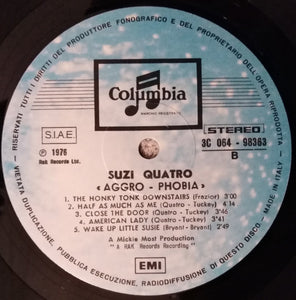 TUTTI I DIRITTI DEL PRODUTTORE FONOGRAFICO E DEL PROPRIETARIO DELL'OPERA RIPRODOTTA
RISERVATI
Columbia
MARCHIO REGISTRATO
S.I.A.E.
℗ 1976
Rak Records Ltd.
STEREO
3C 064 - 98363
B
SUZI QUATRO
«AGGRO - PHOBIA»
1. THE HONKY TONK DOWNSTAIRS (Frazior) 3'00
2. HALF AS MUCH AS ME (Quatro - Tuckey)
3. CLOSE THE DOOR (Quatro - Tuckey) 3'56
4. AMERICAN LADY (Quatro - Tuckey) 3'41
5. WAKE UP LITTLE SUSIE (Bryant - Bryant) 2'49
A Mickie Most Production
"A RAK Records Recording"
EMI
VIETATA DUPLICAZIONE, PUBBLICA ESECUZIONE, RADIODIFFUSIONE DI QUESTO DISCO.
MADE IN ITALY